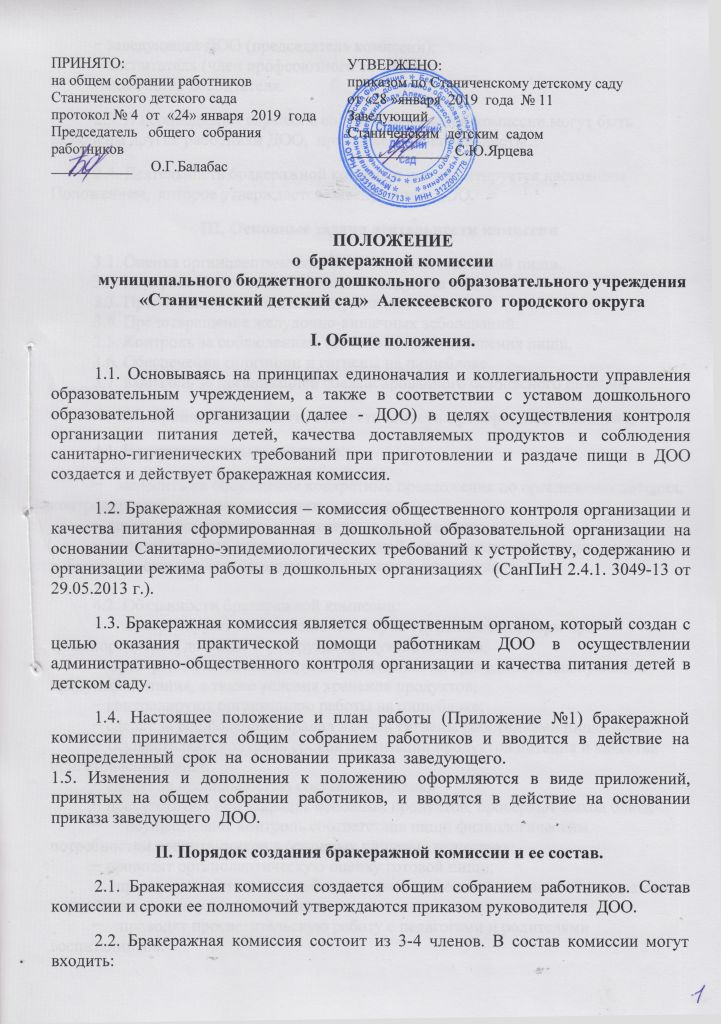 ПРИНЯТО:
на общем собрании работников
Станиченского детского сада
протокол № 4 от «24» января 2019 года
Председатель общего собрания
работников
О.Г.Балабас
УТВЕРЖЕНО:
приказом по Станиченскому детскому саду
от «28 »января 2019 года № 11
Заведующий
Станиченским детским садом
С.Ю.Ярцева
Станиченский
детский
сад
ИНН 3122007778
ПОЛОЖЕНИЕ
о бракеражной комиссии
муниципального бюджетного дошкольного образовательного учреждения
«Станиченский детский сад» Алексеевского городского округа
I. Общие положения.
1.1. Основываясь на принципах единоначалия и коллегиальности управления
образовательным учреждением, а также в соответствии с уставом дошкольного
образовательной организации (далее - ДОО) в целях осуществления контроля
организации питания детей, качества доставляемых продуктов и соблюдения
санитарно-гигиенических требований при приготовлении и раздаче пищи в ДОО
создается и действует бракеражная комиссия.
1.2. Бракеражная комиссия – комиссия общественного контроля организации и
качества питания сформированная в дошкольной образовательной организации на
основании Санитарно-эпидемиологических требований к устройству, содержанию и
организации режима работы в дошкольных организациях (СанПиН 2.4.1. 3049-13 от
29.05.2013 г.).
1.3. Бракеражная комиссия является общественным органом, который создан с
целью оказания практической помощи работникам ДОО в осуществлении
административно-общественного контроля организации и качества питания детей в
детском саду.
1.4. Настоящее положение и план работы (Приложение №1) бракеражной
комиссии принимается общим собранием работников и вводится в действие на
неопределенный срок на основании приказа заведующего.
1.5. Изменения и дополнения к положению оформляются в виде приложений,
принятых на общем собрании работников, и вводятся в действие на основании
приказа заведующего ДОО.
II. Порядок создания бракеражной комиссии и ее состав.
2.1. Бракеражная комиссия создается общим собранием работников. Состав
комиссии и сроки ее полномочий утверждаются приказом руководителя ДОО.
2.2. Бракеражная комиссия состоит из 3-4 членов. В состав комиссии могут
входить:
1